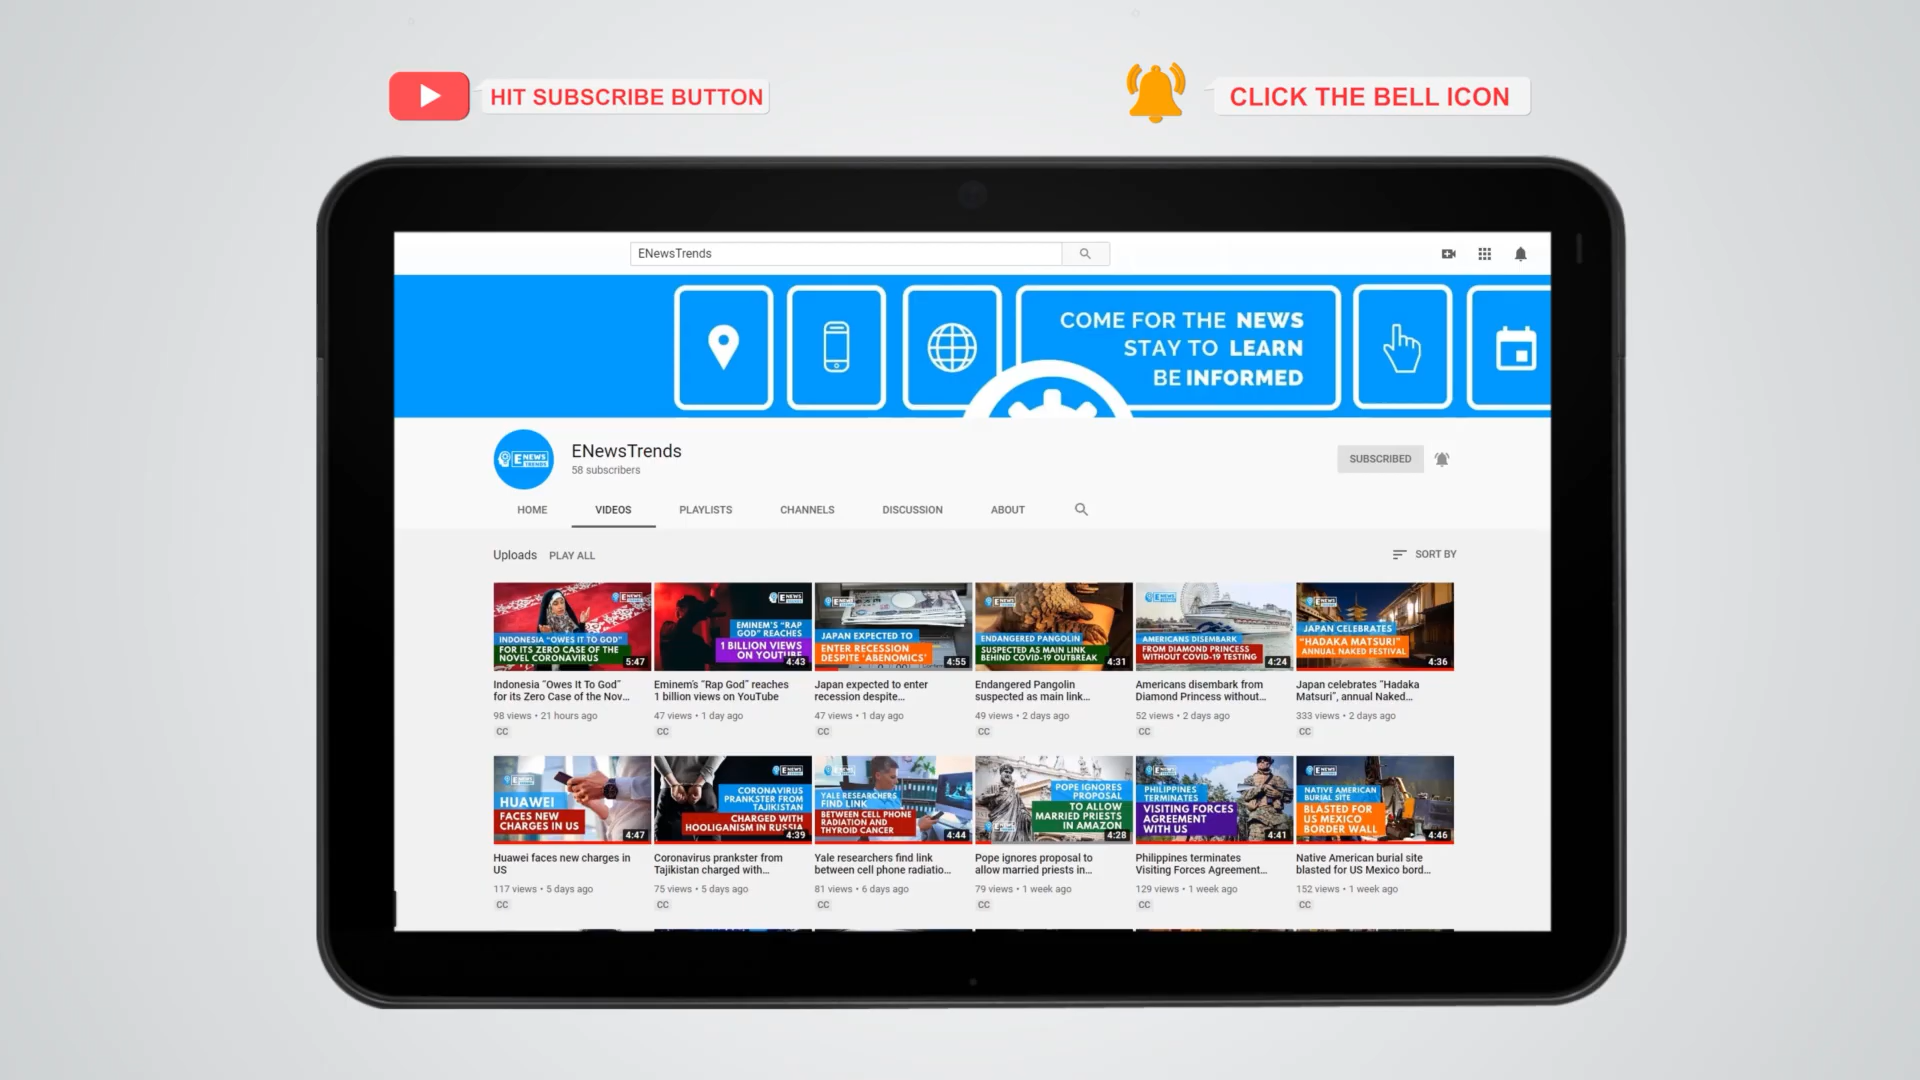 HIT SUBSCRIBE BUTTON
CLICK THE BELL ICON
ENewsTrends
COME FOR THE NEWS
STAY TO LEARN
BE INFORMED
E NEWS
TRENDS
ENewsTrends
58 subscribers
SUBSCRIBED
HOME VIDEOS PLAYLISTS CHANNELS DISCUSSION ABOUT
Uploads PLAY ALL
SORT BY
INDONESIA "OWES IT TO GOD"
FOR ITS ZERO CASE OF THE
NOVEL CORONAVIRUS
5:47
EMINEM'S "RAP
GOD" REACHES
1 BILLION VIEWS
ON YOUTUBE
4:43
JAPAN EXPECTED TO
ENTER RECESSION
DESPITE 'ABENOMICS'
4:55
ENDANGERED PANGOLIN
SUSPECTED AS MAIN LINK
BEHIND COVID-19 OUTBREAK
4:31
AMERICANS DISEMBARK
FROM DIAMOND PRINCESS
WITHOUT COVID-19 TESTING
4:24
JAPAN CELEBRATES
"HADAKA MATSURI"
ANNUAL NAKED FESTIVAL
4:36
Indonesia "Owes It To God"
for its Zero Case of the Nov...
98 views • 21 hours ago
CC
Eminem's "Rap God" reaches
1 billion views on YouTube
47 views • 1 day ago
CC
Japan expected to enter
recession despite...
47 views • 1 day ago
CC
Endangered Pangolin
suspected as main link...
49 views • 2 days ago
CC
Americans disembark from
Diamond Princess without...
52 views • 2 days ago
CC
Japan celebrates "Hadaka
Matsuri", annual Naked...
333 views • 2 days ago
CC
HUAWEI
FACES NEW
CHARGES IN US
4:47
CORONAVIRUS
PRANKSTER FROM
TAJIKISTAN
CHARGED WITH
HOOLIGANISM IN RUSSIA
4:39
YALE RESEARCHERS
FIND LINK
BETWEEN CELL PHONE
RADIATION AND
THYROID CANCER
4:44
POPE IGNORES
PROPOSAL
TO ALLOW
MARRIED PRIESTS
IN AMAZON
4:28
PHILIPPINES
TERMINATES
VISITING FORCES
AGREEMENT
WITH US
4:41
NATIVE AMERICAN
BURIAL SITE
BLASTED FOR
US MEXICO
BORDER WALL
4:46
Huawei faces new charges in
US
117 views • 5 days ago
CC
Coronavirus prankster from
Tajikistan charged with...
75 views • 5 days ago
CC
Yale researchers find link
between cell phone radiatio...
81 views • 6 days ago
CC
Pope ignores proposal to
allow married priests in...
79 views • 1 week ago
CC
Philippines terminates
Visiting Forces Agreement...
129 views • 1 week ago
CC
Native American burial site
blasted for US Mexico bord...
152 views • 1 week ago
CC